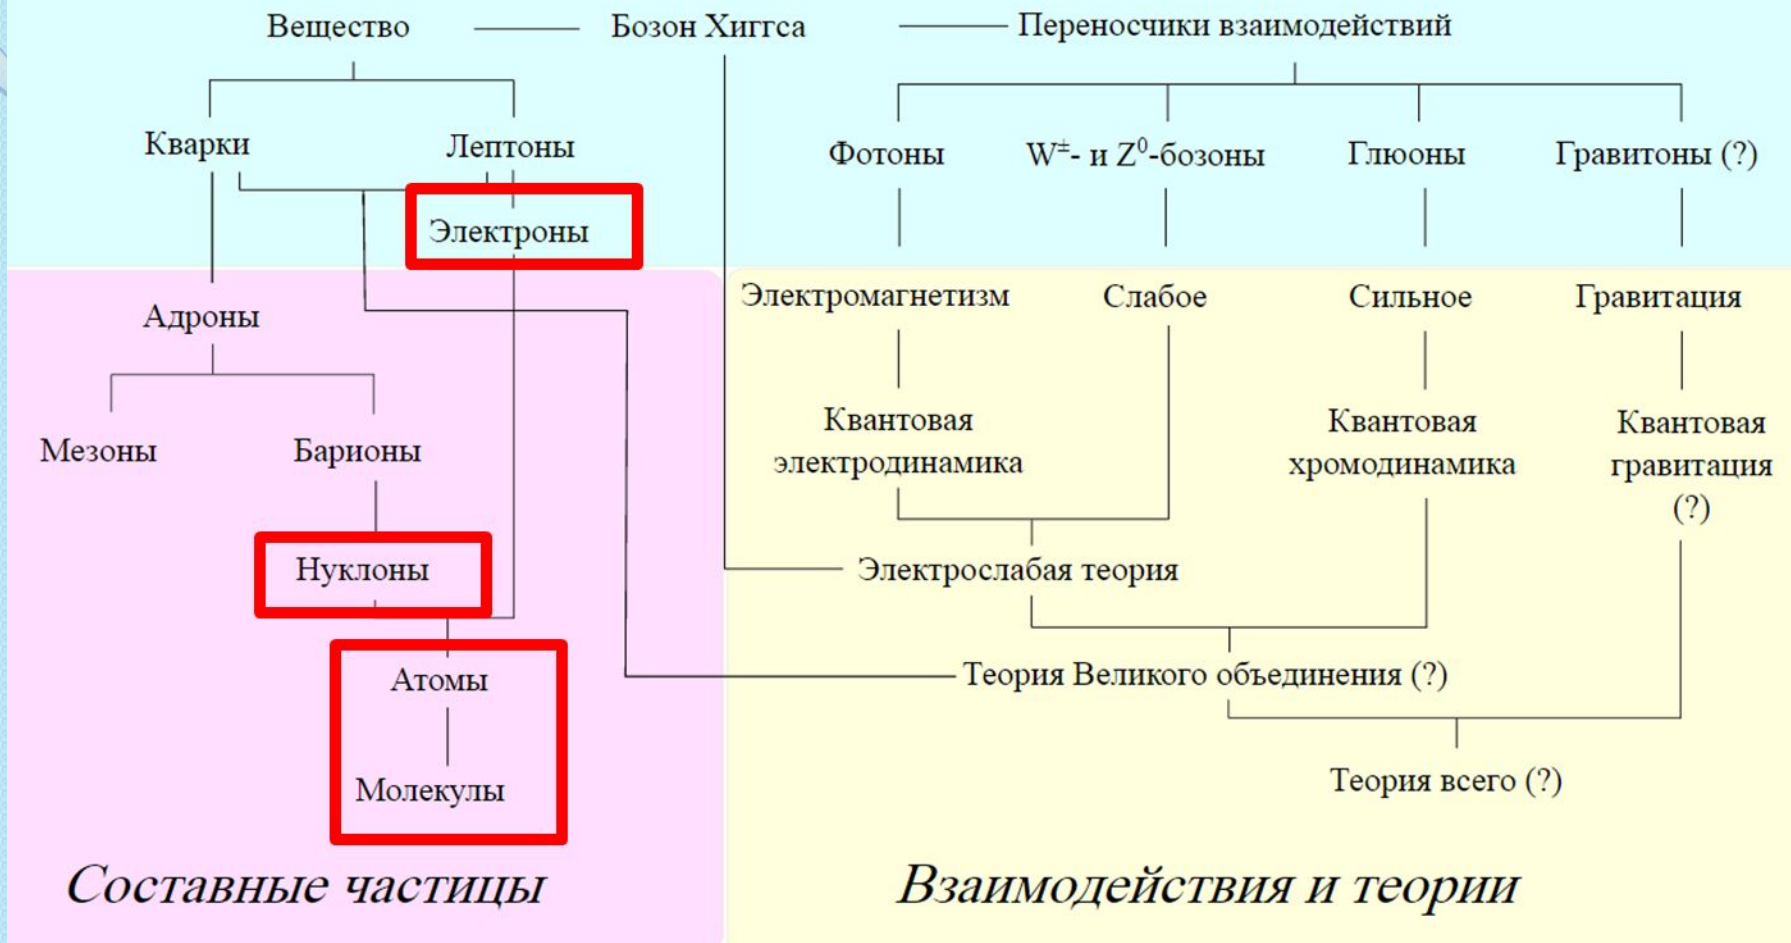 Вещество
Бозон Хиггса
Переносчики взаимодействий
Кварки
Лептоны
Фотоны
W±- и Z⁰-бозоны
Глюоны
Гравитоны (?)
Электроны
Адроны
Электромагнетизм
Слабое
Сильное
Гравитация
Мезоны
Барионы
Квантовая
электродинамика
Квантовая
хромодинамика
Квантовая
гравитация
(?)
Нуклоны
Электрослабая теория
Атомы
Теория Великого объединения (?)
Молекулы
Теория всего (?)
Составные частицы
Взаимодействия и теории